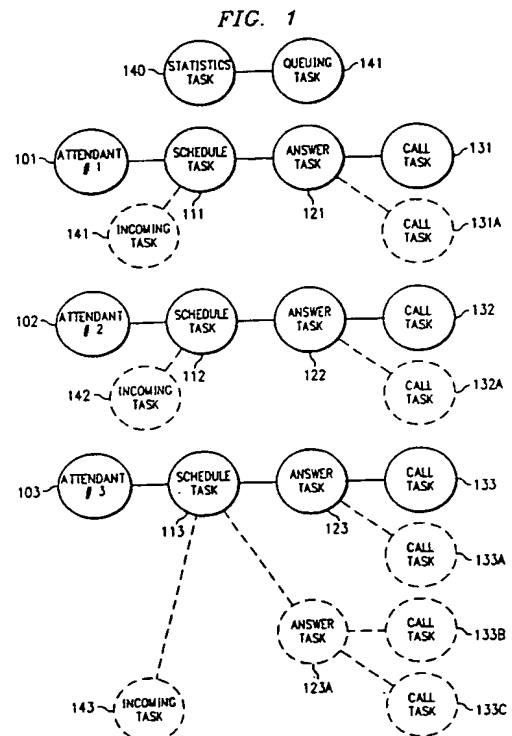 FIG. 1
140
STATISTICS
TASK
QUEUING
TASK
141
101
ATTENDANT
# 1
SCHEDULE
TASK
111
ANSWER
TASK
121
CALL
TASK
131
141
INCOMING
TASK
CALL
TASK
131A
102
ATTENDANT
# 2
SCHEDULE
TASK
112
ANSWER
TASK
122
CALL
TASK
132
142
INCOMING
TASK
CALL
TASK
132A
103
ATTENDANT
# 3
SCHEDULE
TASK
113
ANSWER
TASK
123
CALL
TASK
133
CALL
TASK
133A
ANSWER
TASK
123A
CALL
TASK
133B
143
INCOMING
TASK
CALL
TASK
133C